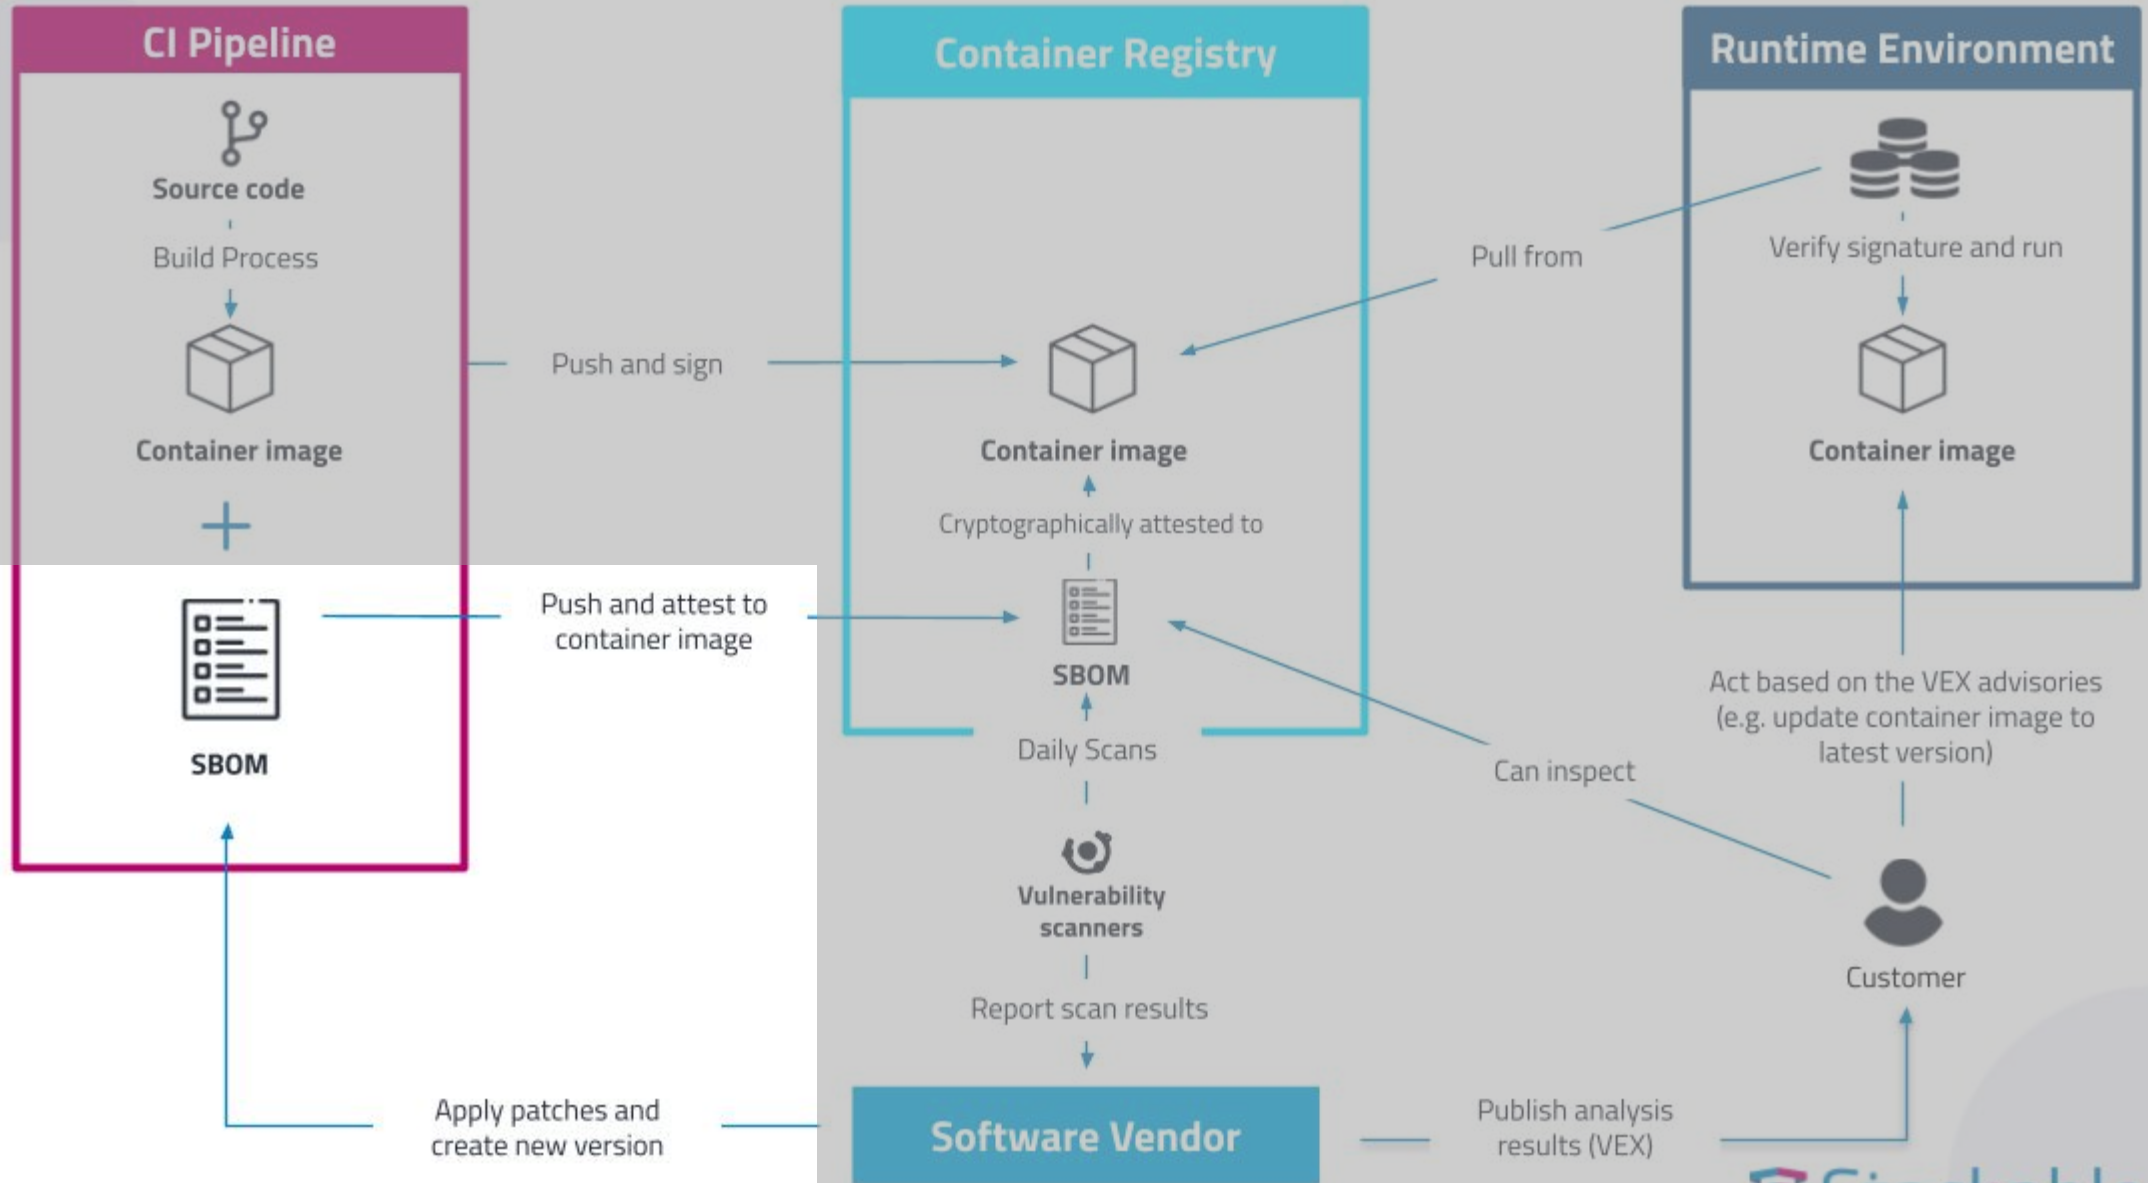 CI Pipeline
Source code
Build Process
Container image
SBOM
Push and sign
Push and attest to
container image
Apply patches and
create new version
Container Registry
Container image
Cryptographically attested to
SBOM
Daily Scans
Vulnerability
scanners
Report scan results
Software Vendor
Pull from
Can inspect
Publish analysis
results (VEX)
Runtime Environment
Verify signature and run
Container image
Act based on the VEX advisories
(e.g. update container image to
latest version)
Customer